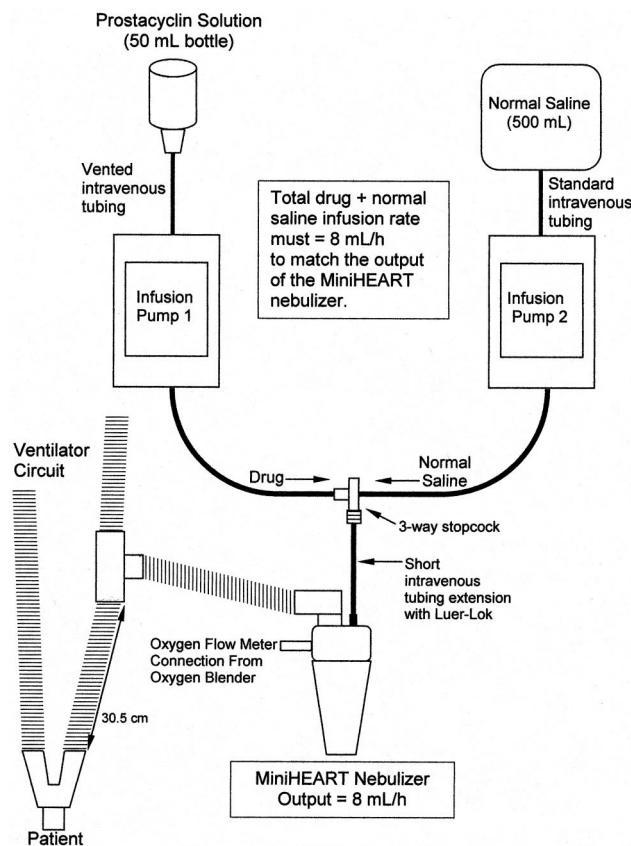 Prostacyclin Solution
(50 mL bottle)
Normal Saline
(500 mL)
Vented
intravenous
tubing
Standard
intravenous
tubing
Total drug + normal
saline infusion rate
must = 8 mL/h
to match the output
of the MiniHEART
nebulizer.
Infusion
Pump 1
Infusion
Pump 2
Ventilator
Circuit
Drug
Normal
Saline
3-way stopcock
Short
intravenous
tubing extension
with Luer-Lok
Oxygen Flow Meter
Connection From
Oxygen Blender
30.5 cm
MiniHEART Nebulizer
Output = 8 mL/h
Patient